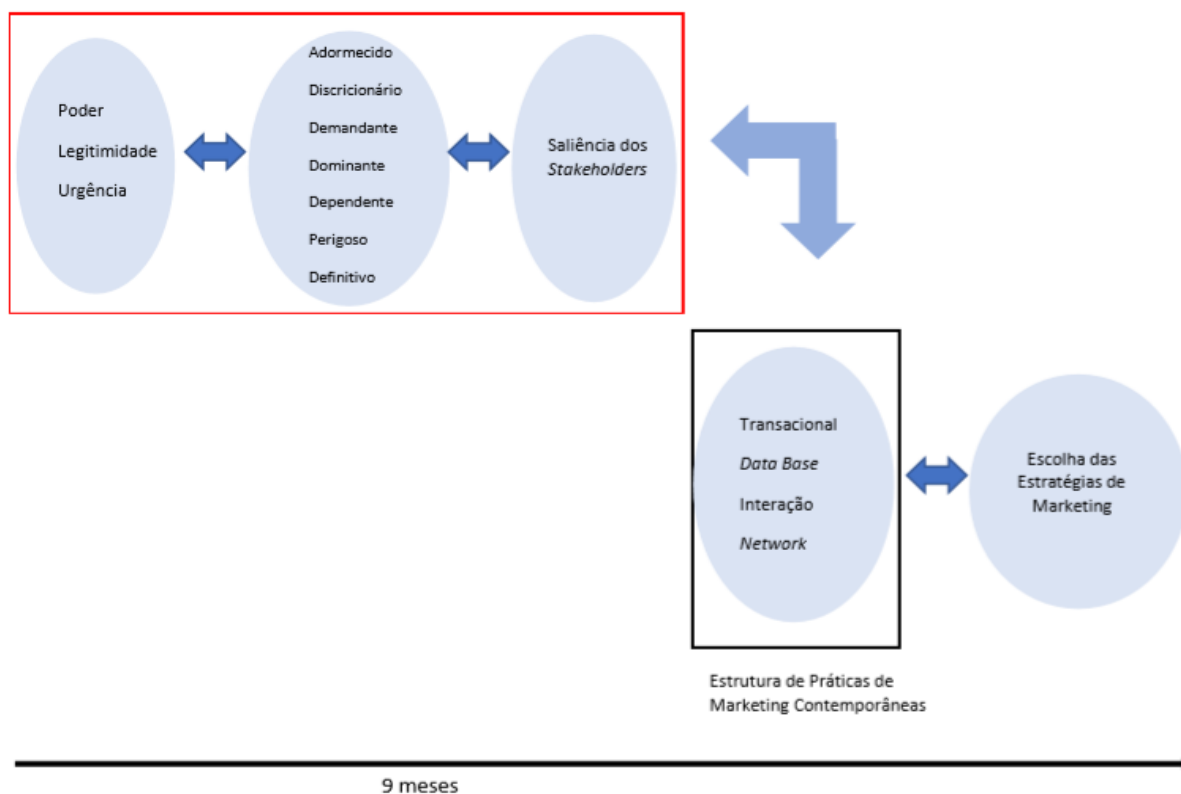 Poder
Legitimidade
Urgência
Adormecido
Discricionário
Demandante
Dominante
Dependente
Perigoso
Definitivo
Saliência dos
Stakeholders
Transacional
Data Base
Interação
Network
Escolha das
Estratégias de
Marketing
Estrutura de Práticas de
Marketing Contemporâneas
9 meses